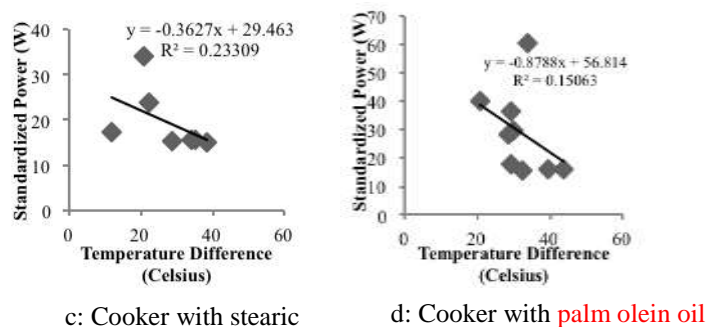 y = -0.3627x + 29.463
R² = 0.23309
Standardized Power (W)
40
30
20
10
0
0 20 40 60
Temperature Difference
(Celsius)
c: Cooker with stearic
y = -0.8788x + 56.814
R² = 0.15063
Standardized Power (W)
70
60
50
40
30
20
10
0
0 20 40 60
Temperature Difference
(Celsius)
d: Cooker with palm olein oil